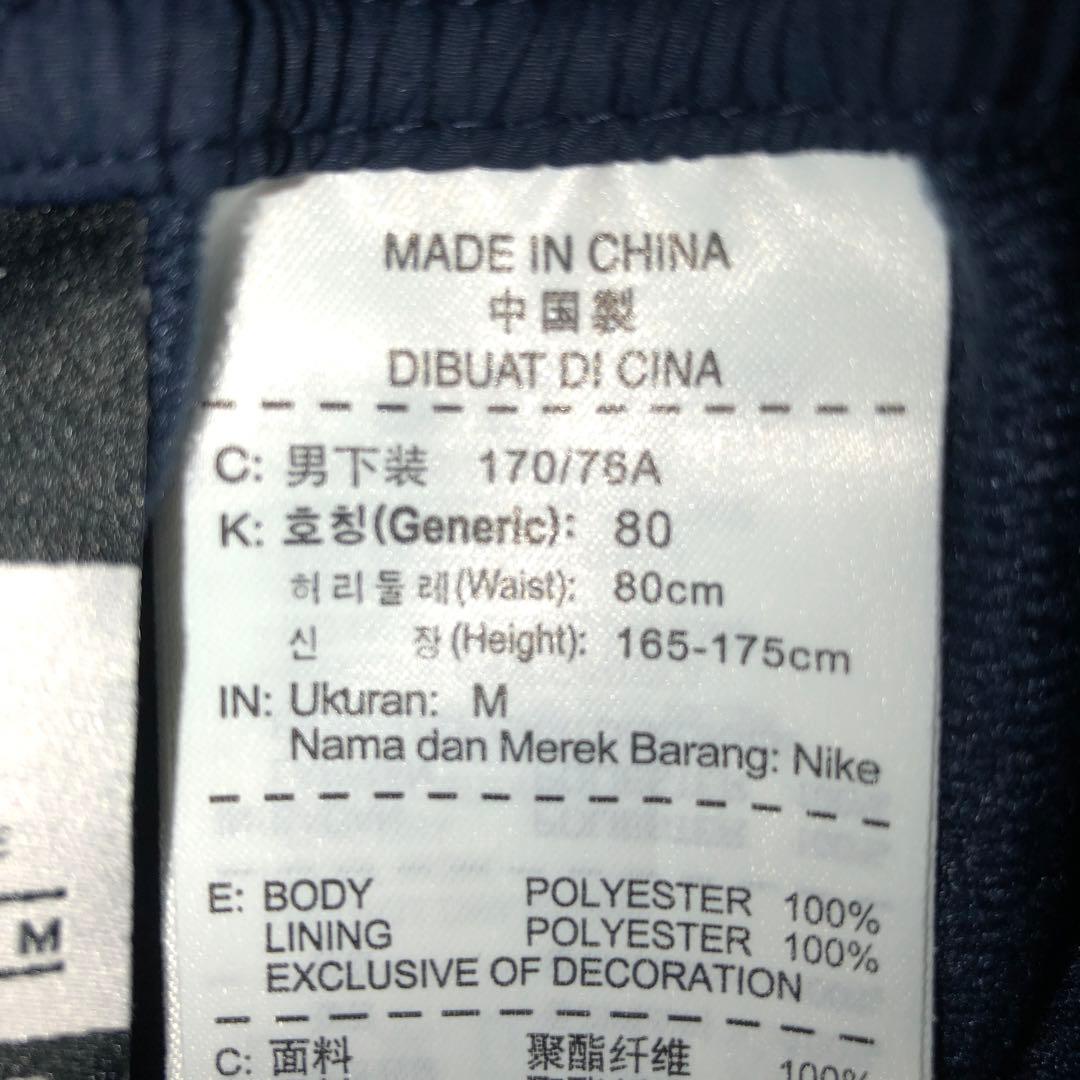 MADE IN CHINA
中国製
DIBUAT DI CINA
C: 男下装 170/76A
K: 호칭(Generic): 80
허리둘레(Waist): 80cm
신 장(Height): 165-175cm
IN: Ukuran: M
Nama dan Merek Barang: Nike
E: BODY POLYESTER 100%
LINING POLYESTER 100%
EXCLUSIVE OF DECORATION
C: 面料 聚酯纤维 100%
M